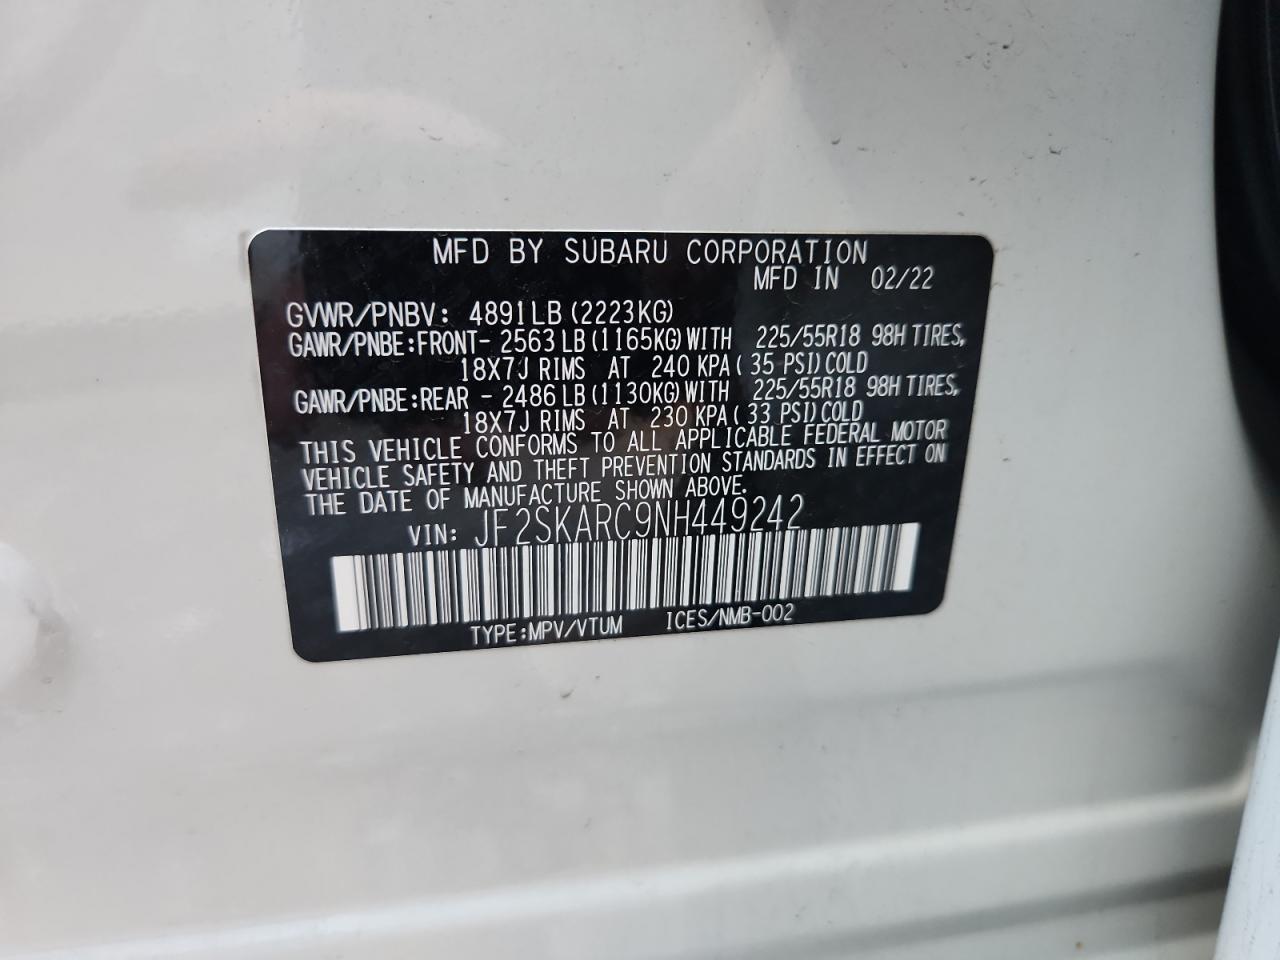 MFD BY SUBARU CORPORATION
MFD IN 02/22
GVWR/PNBV: 4891LB (2223KG)
GAWR/PNBE:FRONT- 2563LB (1165KG) WITH 225/55R18 98H TIRES,
18X7J RIMS AT 240 KPA ( 35 PSI) COLD
GAWR/PNBE:REAR - 2486LB (1130KG) WITH 225/55R18 98H TIRES,
18X7J RIMS AT 230 KPA ( 33 PSI) COLD
THIS VEHICLE CONFORMS TO ALL APPLICABLE FEDERAL MOTOR
VEHICLE SAFETY AND THEFT PREVENTION STANDARDS IN EFFECT ON
THE DATE OF MANUFACTURE SHOWN ABOVE.
VIN: JF2SKARC9NH449242
TYPE:MPV/VTUM ICES/NMB-002